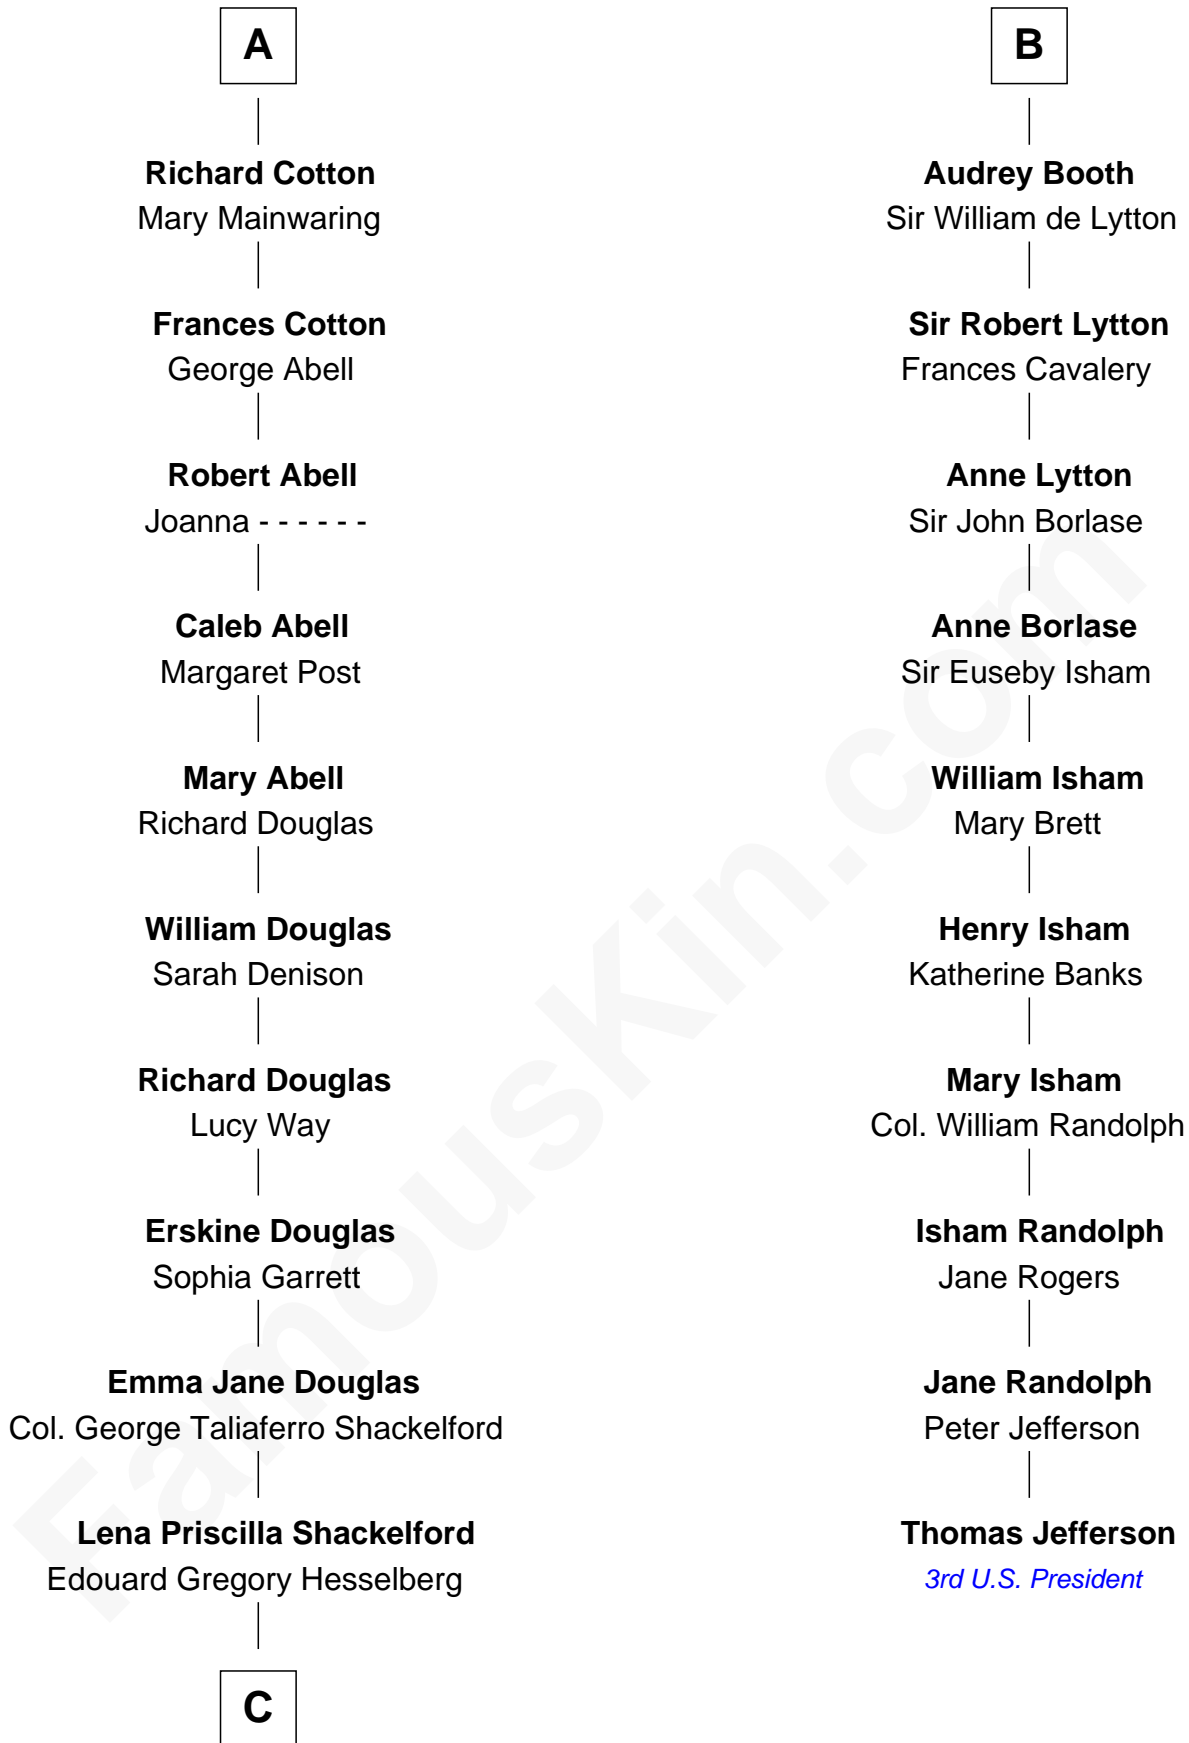 A
Richard Cotton
Mary Mainwaring
Frances Cotton
George Abell
Robert Abell
Joanna - - - - - -
Caleb Abell
Margaret Post
Mary Abell
Richard Douglas
William Douglas
Sarah Denison
Richard Douglas
Lucy Way
Erskine Douglas
Sophia Garrett
Emma Jane Douglas
Col. George Taliaferro Shackelford
Lena Priscilla Shackelford
Edouard Gregory Hesselberg
C
B
Audrey Booth
Sir William de Lytton
Sir Robert Lytton
Frances Cavalery
Anne Lytton
Sir John Borlase
Anne Borlase
Sir Euseby Isham
William Isham
Mary Brett
Henry Isham
Katherine Banks
Mary Isham
Col. William Randolph
Isham Randolph
Jane Rogers
Jane Randolph
Peter Jefferson
Thomas Jefferson
3rd U.S. President
FamousKin.com